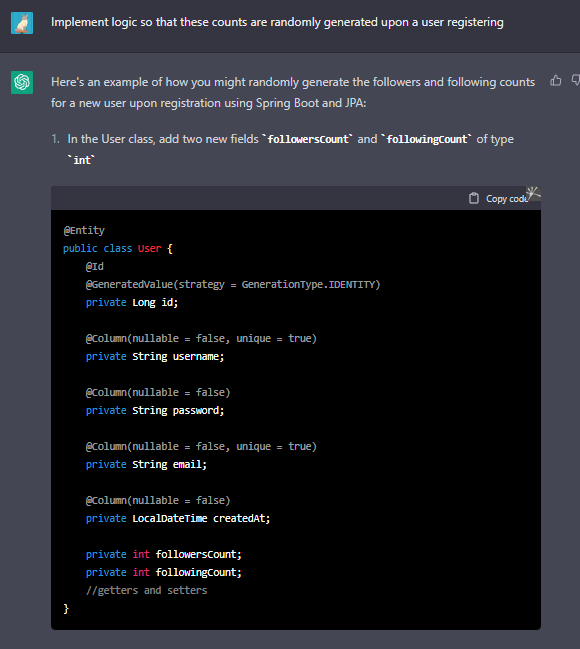 Implement logic so that these counts are randomly generated upon a user registering
Here's an example of how you might randomly generate the followers and following counts
for a new user upon registration using Spring Boot and JPA:
1. In the User class, add two new fields `followersCount` and `followingCount` of type
`int`
Copy code
@Entity
public class User {
    @Id
    @GeneratedValue(strategy = GenerationType.IDENTITY)
    private Long id;
    @Column(nullable = false, unique = true)
    private String username;
    @Column(nullable = false)
    private String password;
    @Column(nullable = false, unique = true)
    private String email;
    @Column(nullable = false)
    private LocalDateTime createdAt;
    private int followersCount;
    private int followingCount;
    //getters and setters
}